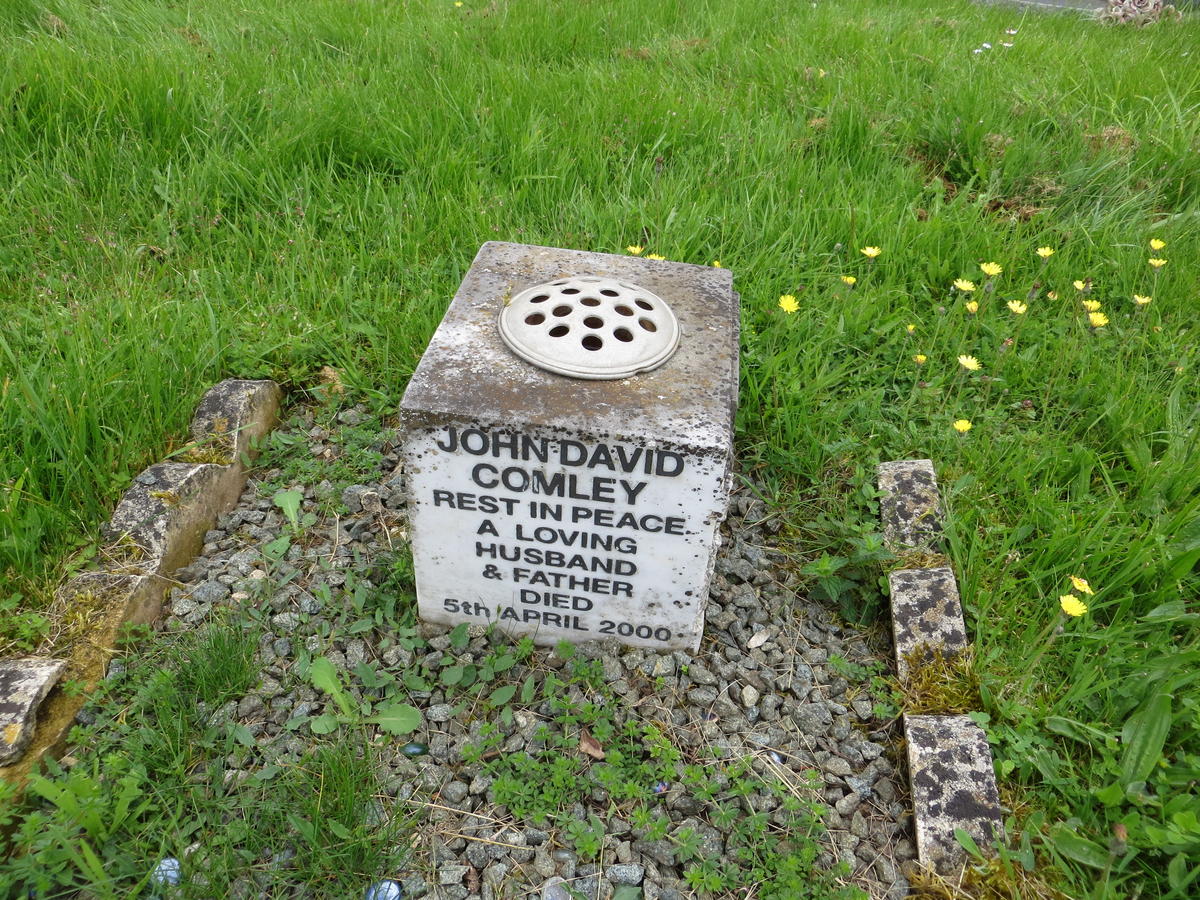 JOHN DAVID
COMLEY
REST IN PEACE.
A LOVING
HUSBAND
& FATHER
DIED
5th APRIL 2000